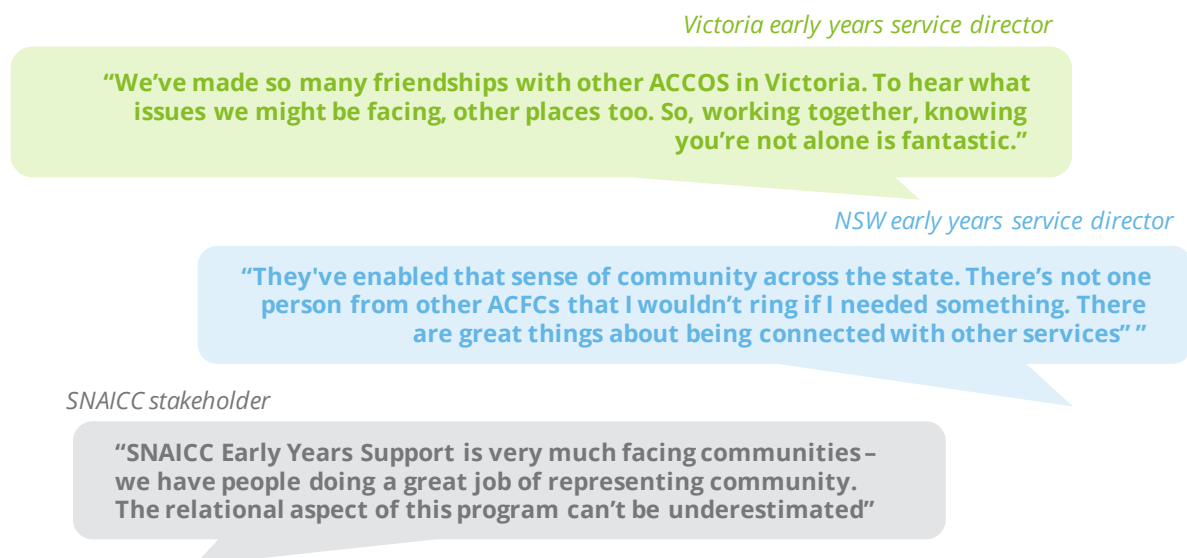 Victoria early years service director
“We’ve made so many friendships with other ACCOS in Victoria. To hear what
issues we might be facing, other places too. So, working together, knowing
you’re not alone is fantastic.”
NSW early years service director
“They've enabled that sense of community across the state. There’s not one
person from other ACFCs that I wouldn’t ring if I needed something. There
are great things about being connected with other services” ”
SNAICC stakeholder
“SNAICC Early Years Support is very much facing communities –
we have people doing a great job of representing community.
The relational aspect of this program can’t be underestimated”